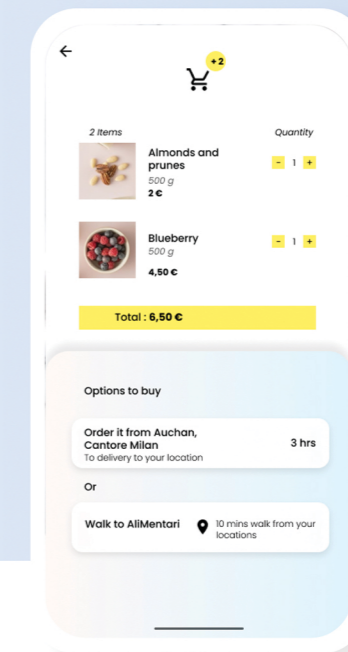 +2
2 Items Quantity
Almonds and
prunes
500 g
2 €
- 1 +
Blueberry
500 g
4,50 €
- 1 +
Total : 6,50 €
Options to buy
Order it from Auchan,
Cantore Milan
To delivery to your location
3 hrs
Or
Walk to AliMentari
10 mins walk from your
locations